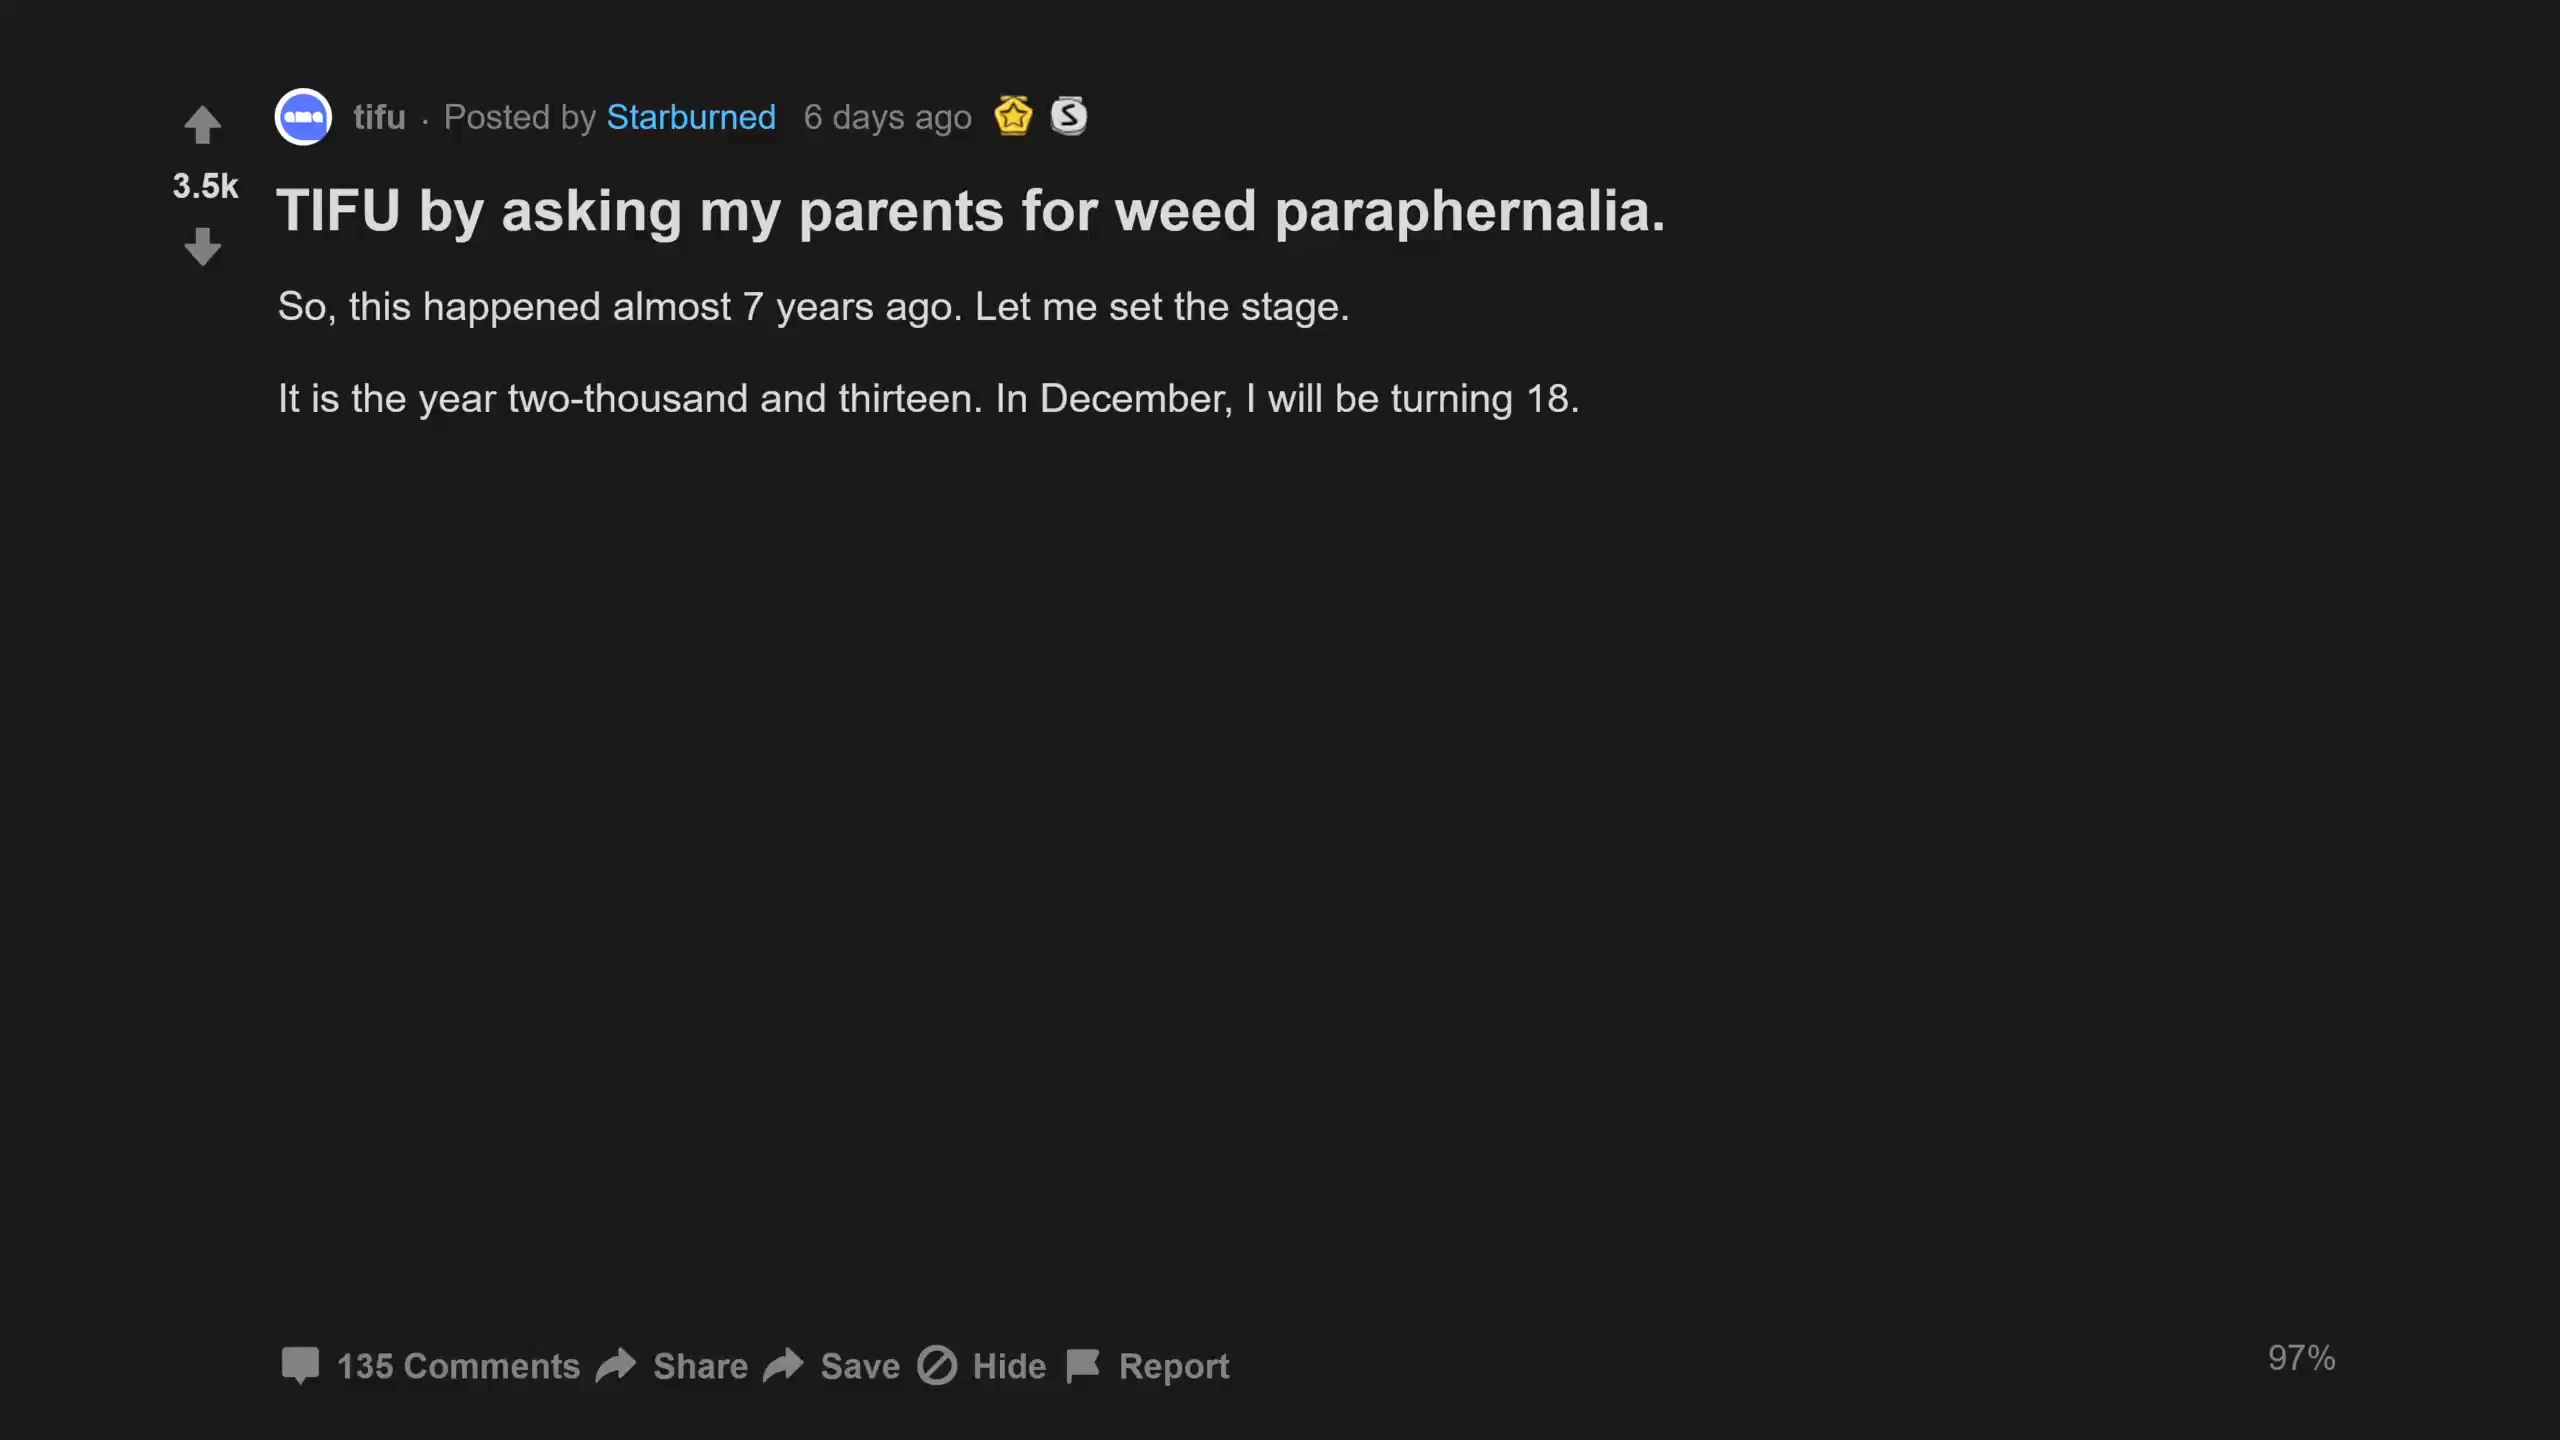 ama tifu · Posted by Starburned 6 days ago S
3.5k
TIFU by asking my parents for weed paraphernalia.
So, this happened almost 7 years ago. Let me set the stage.
It is the year two-thousand and thirteen. In December, I will be turning 18.
135 Comments Share Save Hide Report 97%